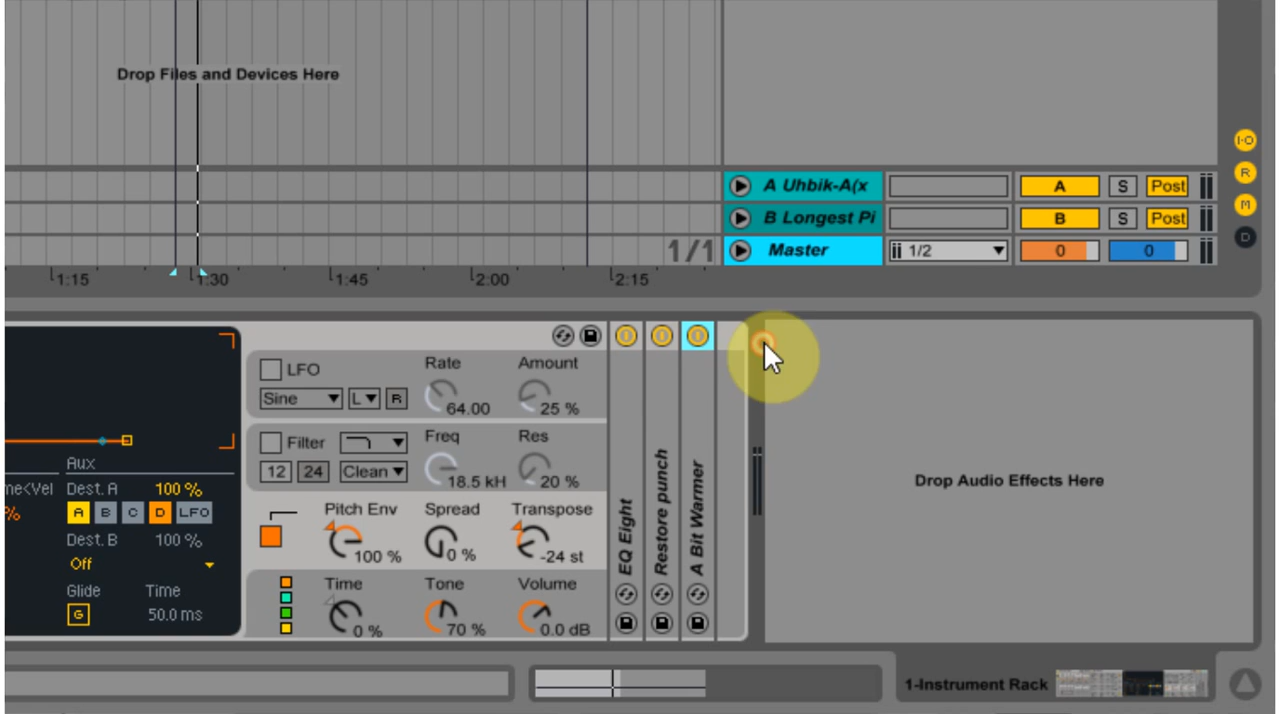 Drop Files and Devices Here
I·O
R
A Uhbik-A(x
A
S
Post
M
B Longest Pi
B
S
Post
D
1/1
Master
1/2
0
0
1:15
1:30
1:45
2:00
2:15
LFO
Rate
Amount
Sine
L
R
64.00
25 %
Filter
Freq
Res
12
24
Clean
18.5 kH
20 %
Aux
me<Vel
Dest. A
100 %
%
A
B
C
D
LFO
Dest. B
100 %
Off
Glide
Time
G
50.0 ms
Pitch Env
Spread
Transpose
100 %
0 %
-24 st
Time
Tone
Volume
0 %
70 %
0.0 dB
EQ Eight
Restore punch
A Bit Warmer
Drop Audio Effects Here
1-Instrument Rack